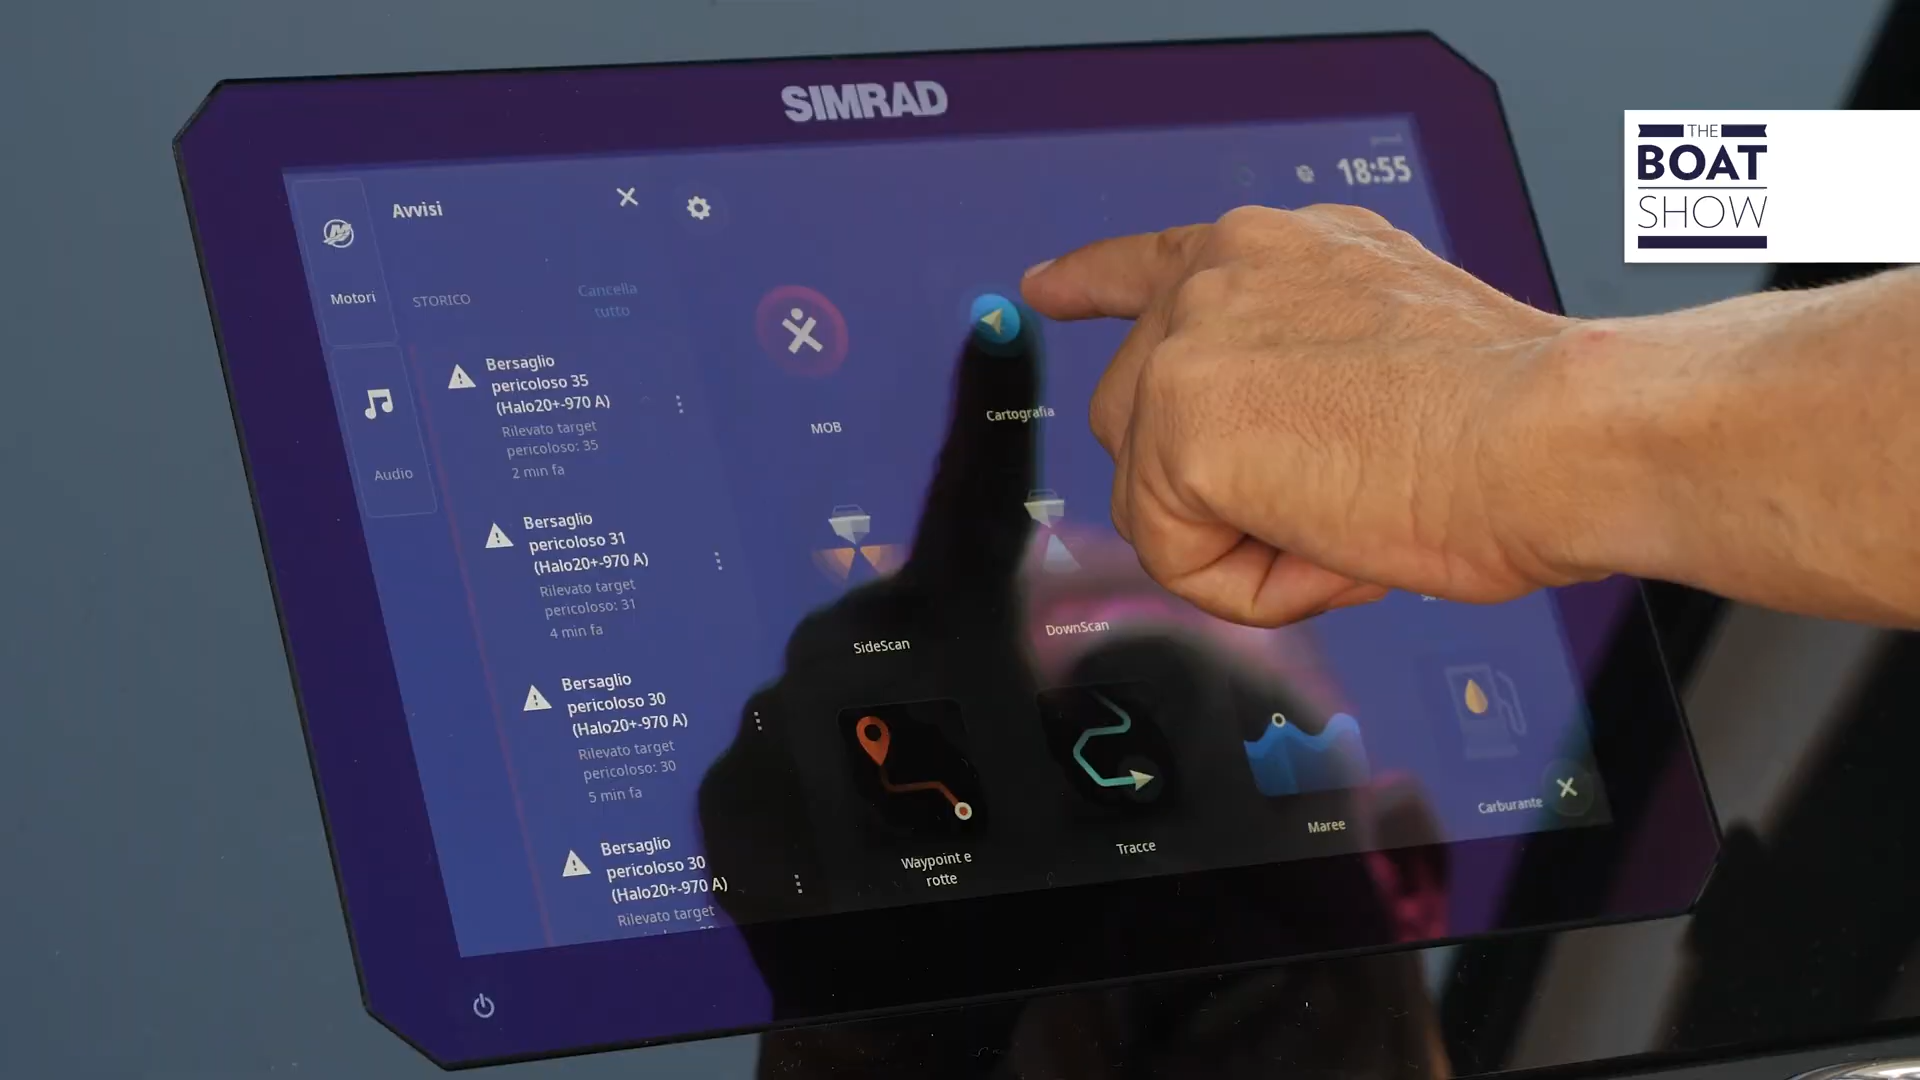 SIMRAD
THE
BOAT
SHOW
18:55
Avvisi
Motori
STORICO
Cancella
tutto
Audio
Bersaglio
pericoloso 35
(Halo20+-970 A)
Rilevato target
pericoloso: 35
2 min fa
Bersaglio
pericoloso 31
(Halo20+-970 A)
Rilevato target
pericoloso: 31
4 min fa
Bersaglio
pericoloso 30
(Halo20+-970 A)
Rilevato target
pericoloso: 30
5 min fa
Bersaglio
pericoloso 30
(Halo20+-970 A)
Rilevato target
MOB
Cartografia
SideScan
DownScan
Waypoint e
rotte
Tracce
Maree
Carburante